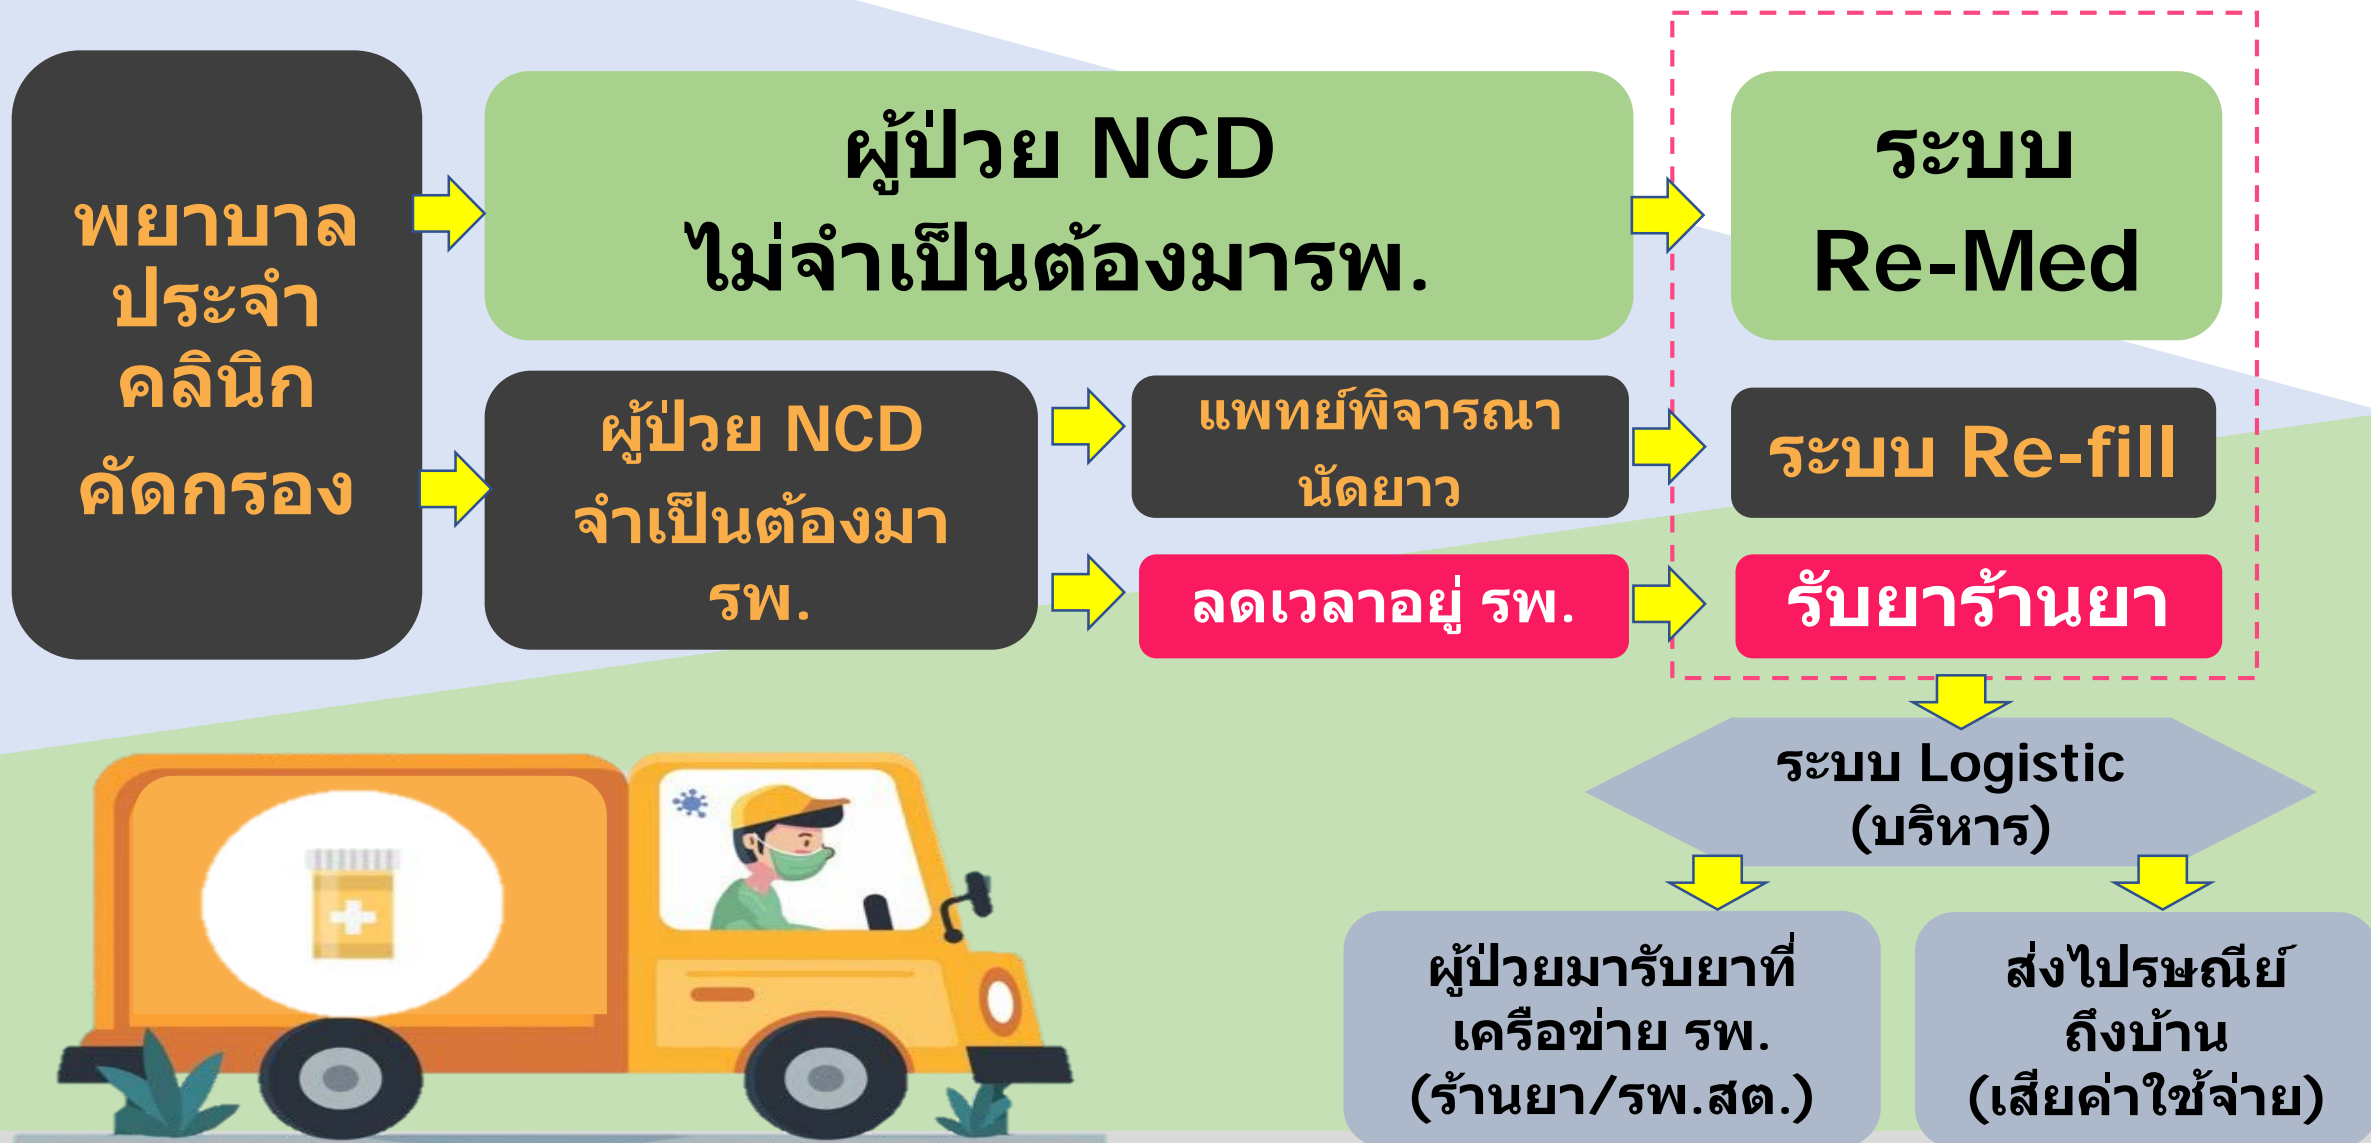 พยาบาล
ประจำ
คลินิก
คัดกรอง
ผู้ป่วย NCD
ไม่จำเป็นต้องมารพ.
ระบบ
Re-Med
ผู้ป่วย NCD
จำเป็นต้องมา
รพ.
แพทย์พิจารณา
นัดยาว
ระบบ Re-fill
ลดเวลาอยู่ รพ.
รับยาร้านยา
ระบบ Logistic
(บริหาร)
ผู้ป่วยมารับยาที่
เครือข่าย รพ.
(ร้านยา/รพ.สต.)
ส่งไปรษณีย์
ถึงบ้าน
(เสียค่าใช้จ่าย)